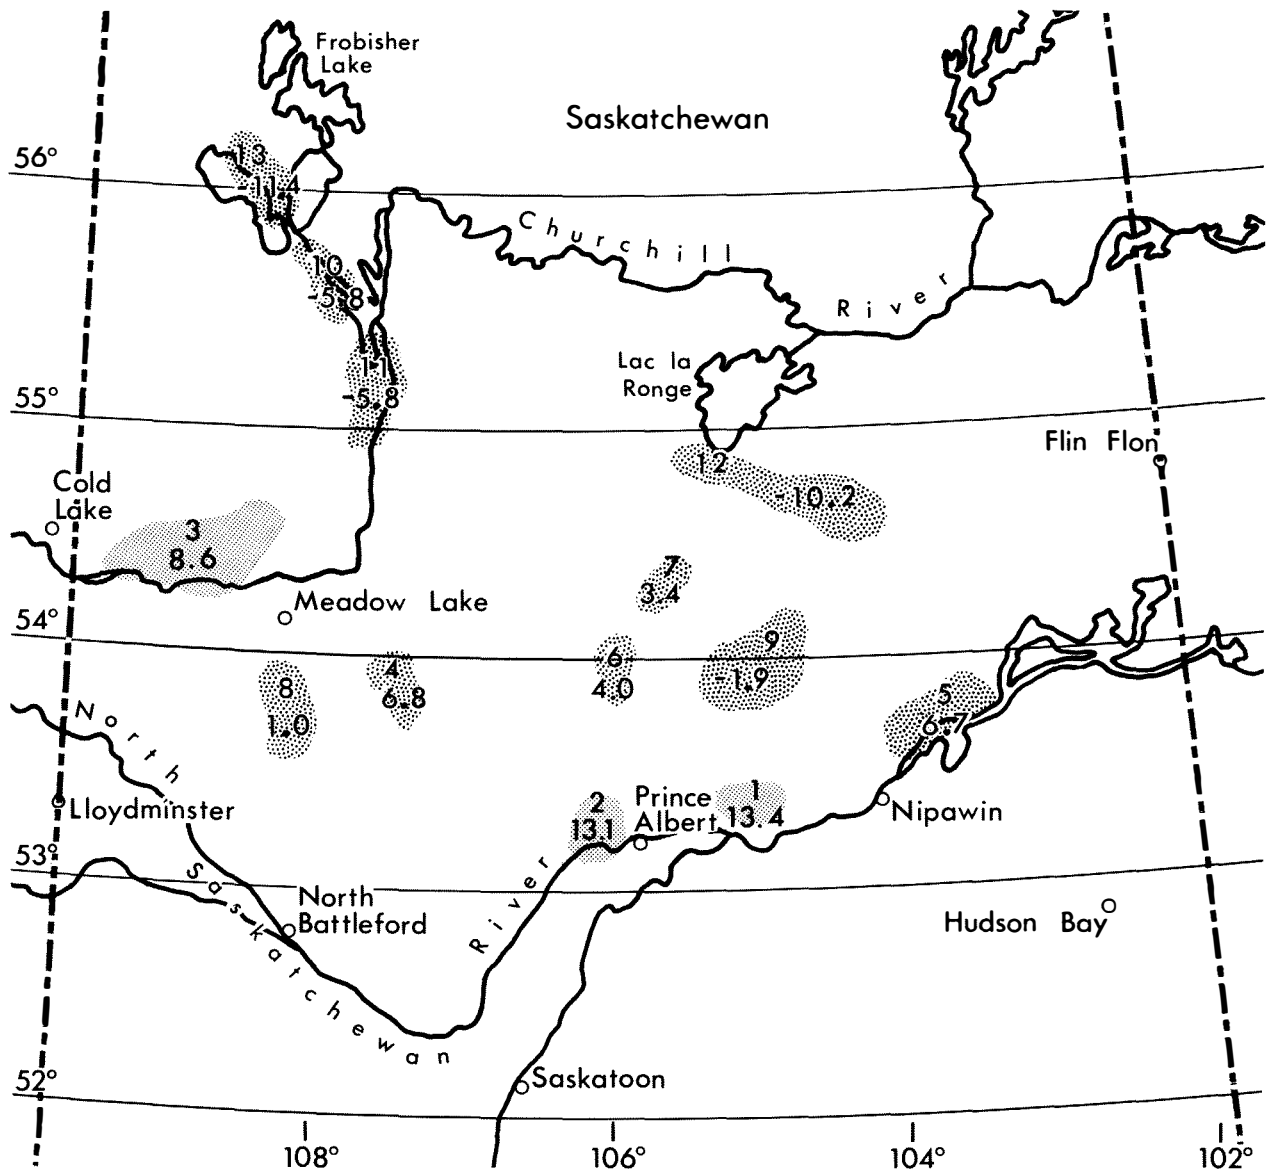 Frobisher
Lake
Saskatchewan
56°
13
-11.4
Churchill
River
10
-5.8
11
-5.8
Lac la
Ronge
55°
Flin Flon
12
-10.2
Cold
Lake
3
8.6
7
3.4
Meadow Lake
54°
9
-1.9
6
4.0
4
6.8
8
1.0
5
6.7
North
Saskatchewan
River
Lloydminster
2
13.1
Prince
Albert
1
13.4
Nipawin
53°
North
Battleford
Hudson Bay
Saskatoon
52°
108°
106°
104°
102°